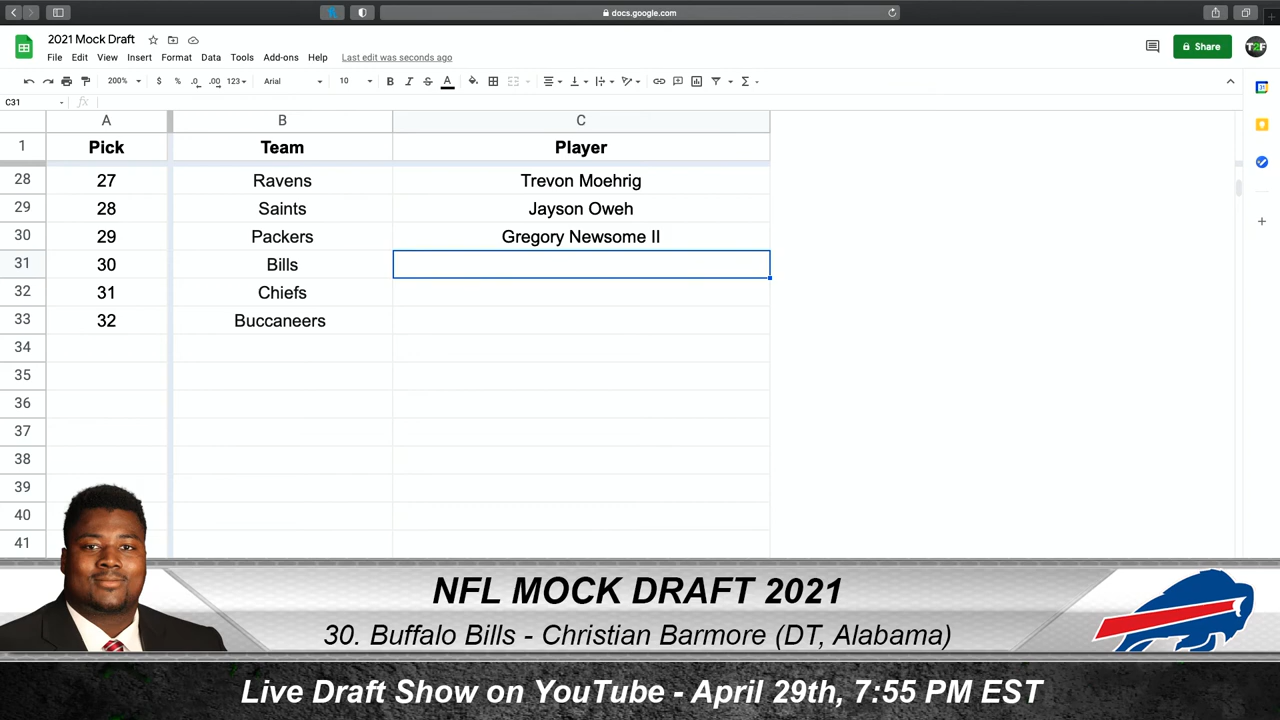 docs.google.com
2021 Mock Draft
File Edit View Insert Format Data Tools Add-ons Help Last edit was seconds ago
Share
T2F
200% $ % .0 .00 123 Arial 10 B I S A
C31 fx
A B C
1 Pick Team Player
28 27 Ravens Trevon Moehrig
29 28 Saints Jayson Oweh
30 29 Packers Gregory Newsome II
31 30 Bills
32 31 Chiefs
33 32 Buccaneers
34
35
36
37
38
39
40
41
NFL MOCK DRAFT 2021
30. Buffalo Bills - Christian Barmore (DT, Alabama)
Live Draft Show on YouTube - April 29th, 7:55 PM EST